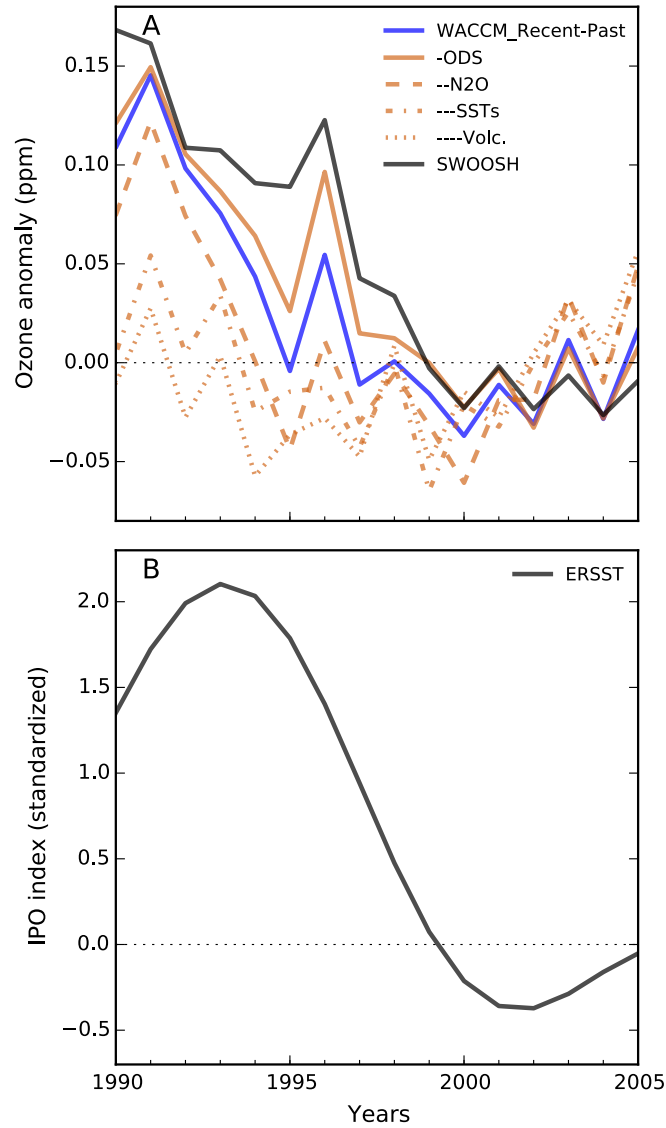 A
WACCM_Recent-Past
-ODS
--N2O
---SSTs
----Volc.
SWOOSH
0.15
0.10
0.05
0.00
−0.05
Ozone anomaly (ppm)
B
ERSST
2.0
1.5
1.0
0.5
0.0
−0.5
IPO index (standardized)
1990 1995 2000 2005
Years